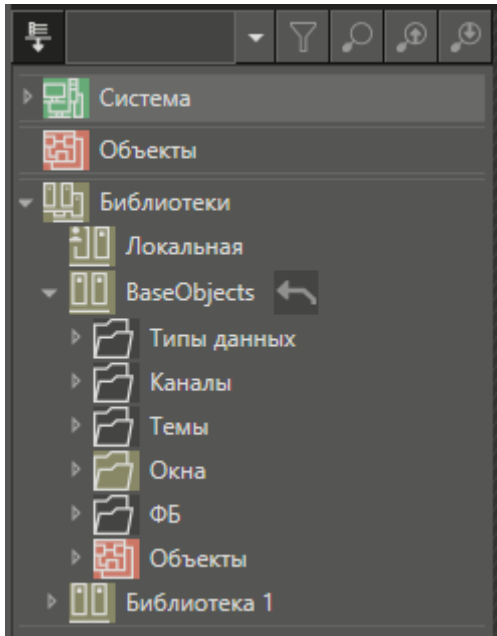 Система
Объекты
Библиотеки
Локальная
BaseObjects
Типы данных
Каналы
Темы
Окна
ФБ
Объекты
Библиотека 1